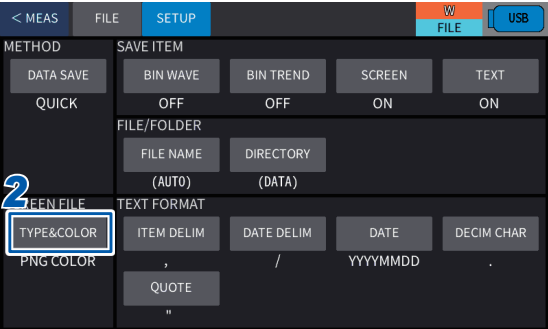 < MEAS FILE SETUP W FILE USB
METHOD SAVE ITEM
DATA SAVE BIN WAVE BIN TREND SCREEN TEXT
QUICK OFF OFF ON ON
FILE/FOLDER
FILE NAME DIRECTORY
(AUTO) (DATA)
2
REEN FILE TEXT FORMAT
TYPE&COLOR ITEM DELIM DATE DELIM DATE DECIM CHAR
PNG COLOR , / YYYYMMDD .
QUOTE
"